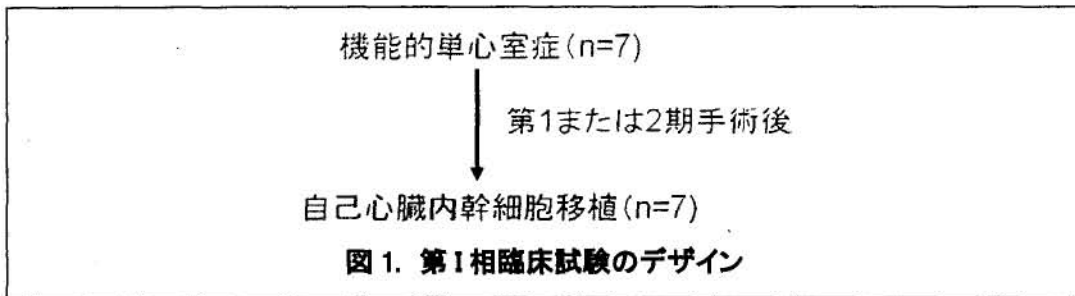 機能的単心室症(n=7)
第1または2期手術後
自己心臓内幹細胞移植(n=7)
図1. 第I相臨床試験のデザイン